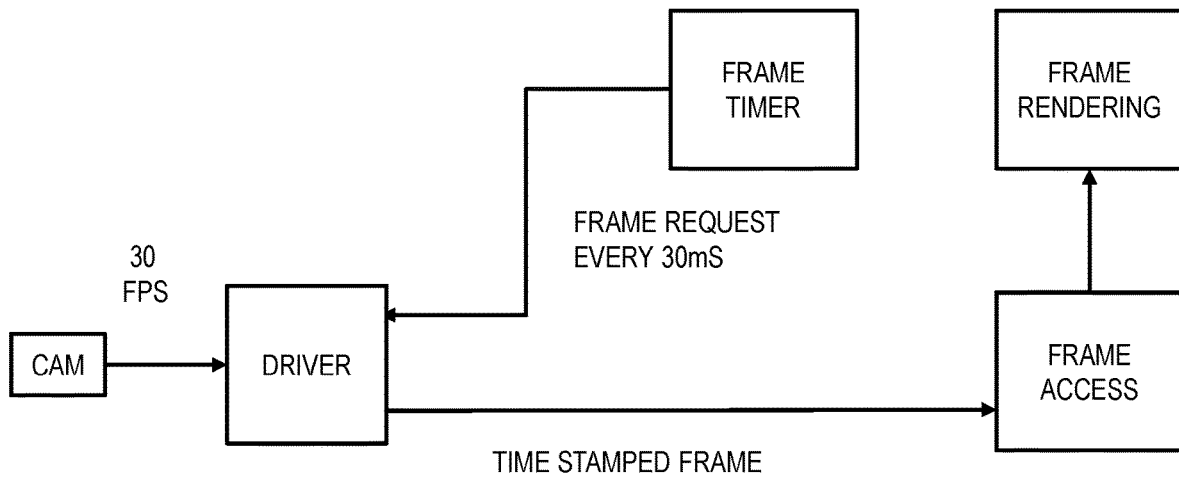 FRAME
TIMER
FRAME
RENDERING
FRAME REQUEST
EVERY 30mS
30
FPS
CAM
DRIVER
FRAME
ACCESS
TIME STAMPED FRAME